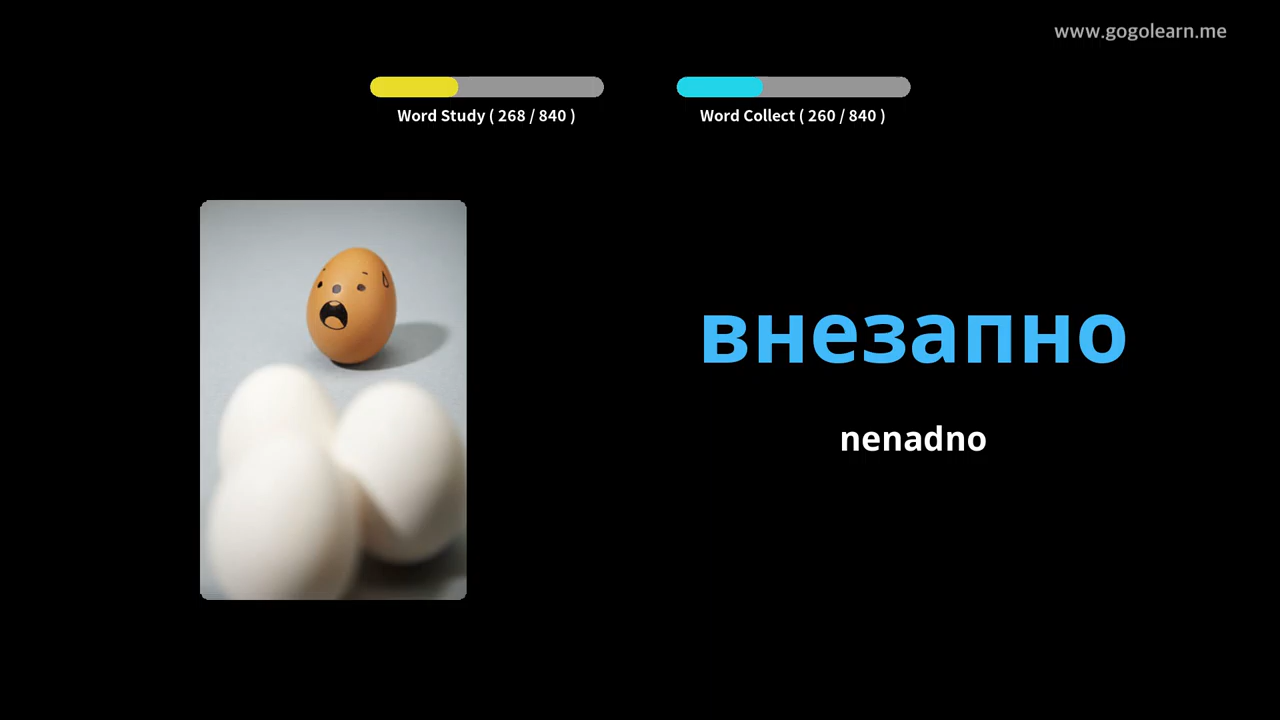 www.gogolearn.me
Word Study ( 268 / 840 )
Word Collect ( 260 / 840 )
внезапно
nenadno